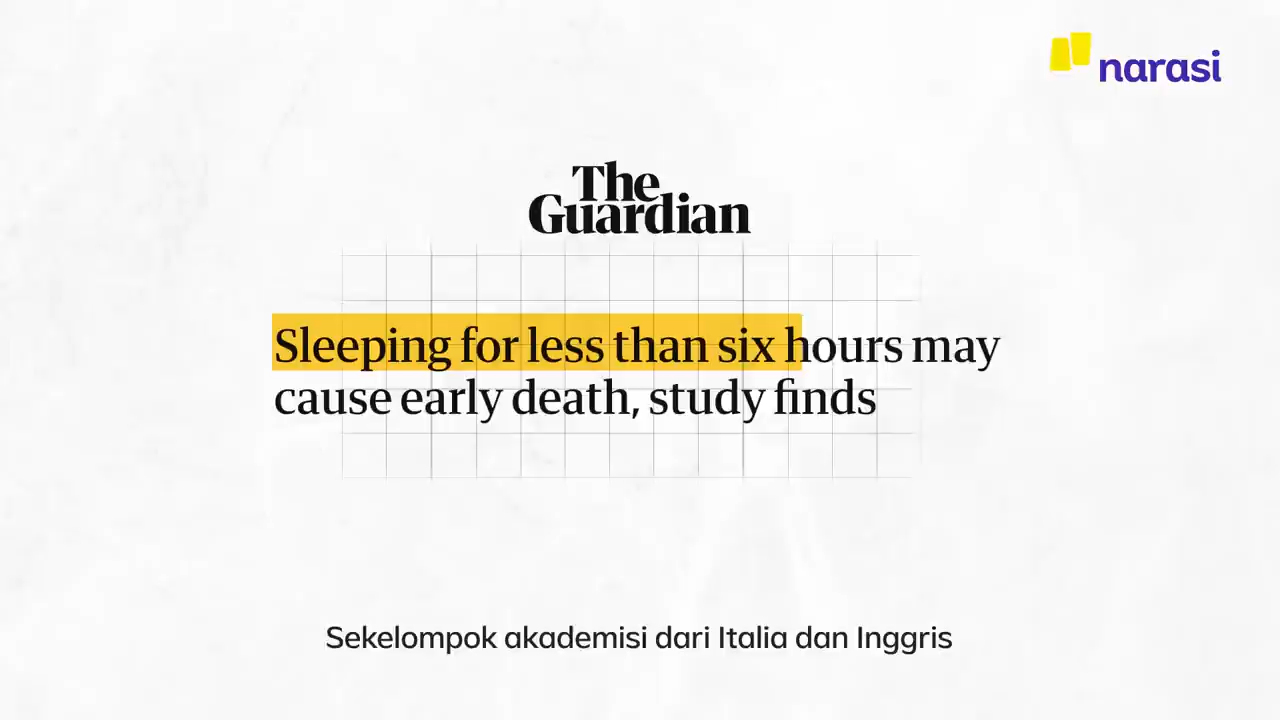 narasi
The
Guardian
Sleeping for less than six hours may
cause early death, study finds
Sekelompok akademisi dari Italia dan Inggris